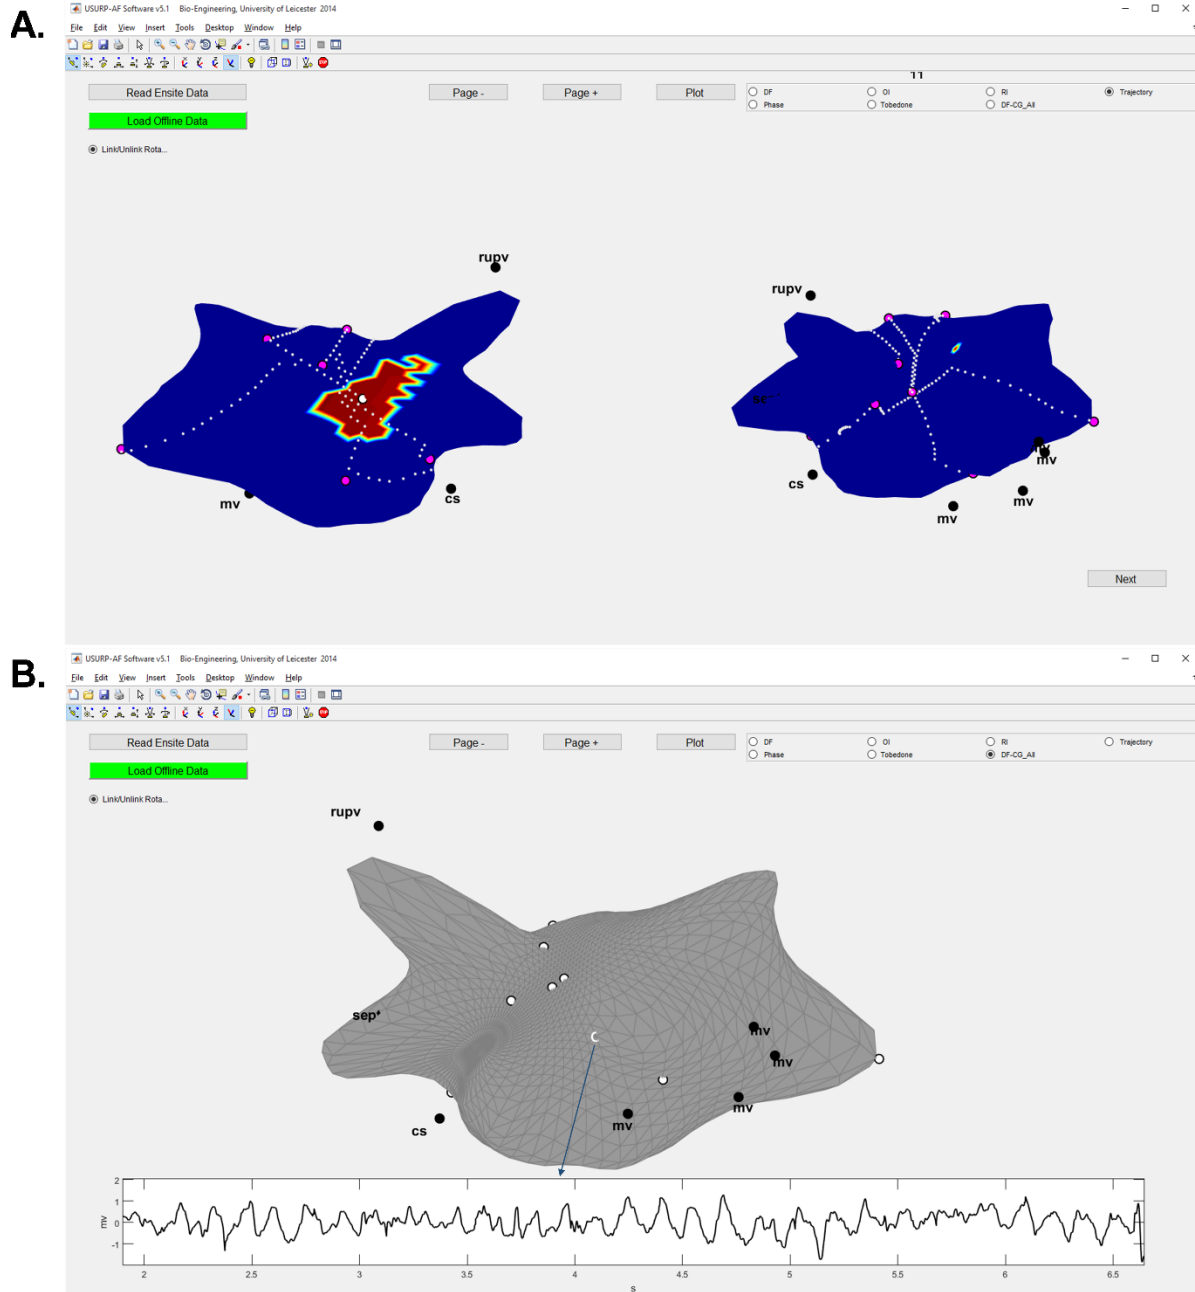 A.
USURP-AF Software v5.1 Bio-Engineering, University of Leicester 2014
File Edit View Insert Tools Desktop Window Help
Read Ensite Data
Page -
Page +
Plot
11
DF
OI
RI
Trajectory
Phase
Tobedone
DF-CG_All
Load Offline Data
Link/Unlink Rota...
rupv
mv
cs
rupv
cs
mv
mv
mv
Next
B.
USURP-AF Software v5.1 Bio-Engineering, University of Leicester 2014
File Edit View Insert Tools Desktop Window Help
Read Ensite Data
Page -
Page +
Plot
DF
OI
RI
Trajectory
Phase
Tobedone
DF-CG_All
Load Offline Data
Link/Unlink Rota...
rupv
sep
mv
mv
mv
mv
cs
mv
2
1
0
-1
2 2.5 3 3.5 4 4.5 5 5.5 6 6.5
s